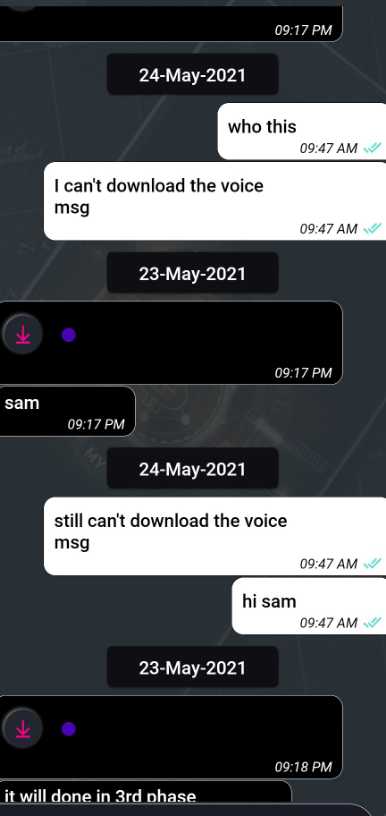 09:17 PM
24-May-2021
who this
09:47 AM
I can't download the voice
msg
09:47 AM
23-May-2021
09:17 PM
sam
09:17 PM
24-May-2021
still can't download the voice
msg
09:47 AM
hi sam
09:47 AM
23-May-2021
09:18 PM
it will done in 3rd phase